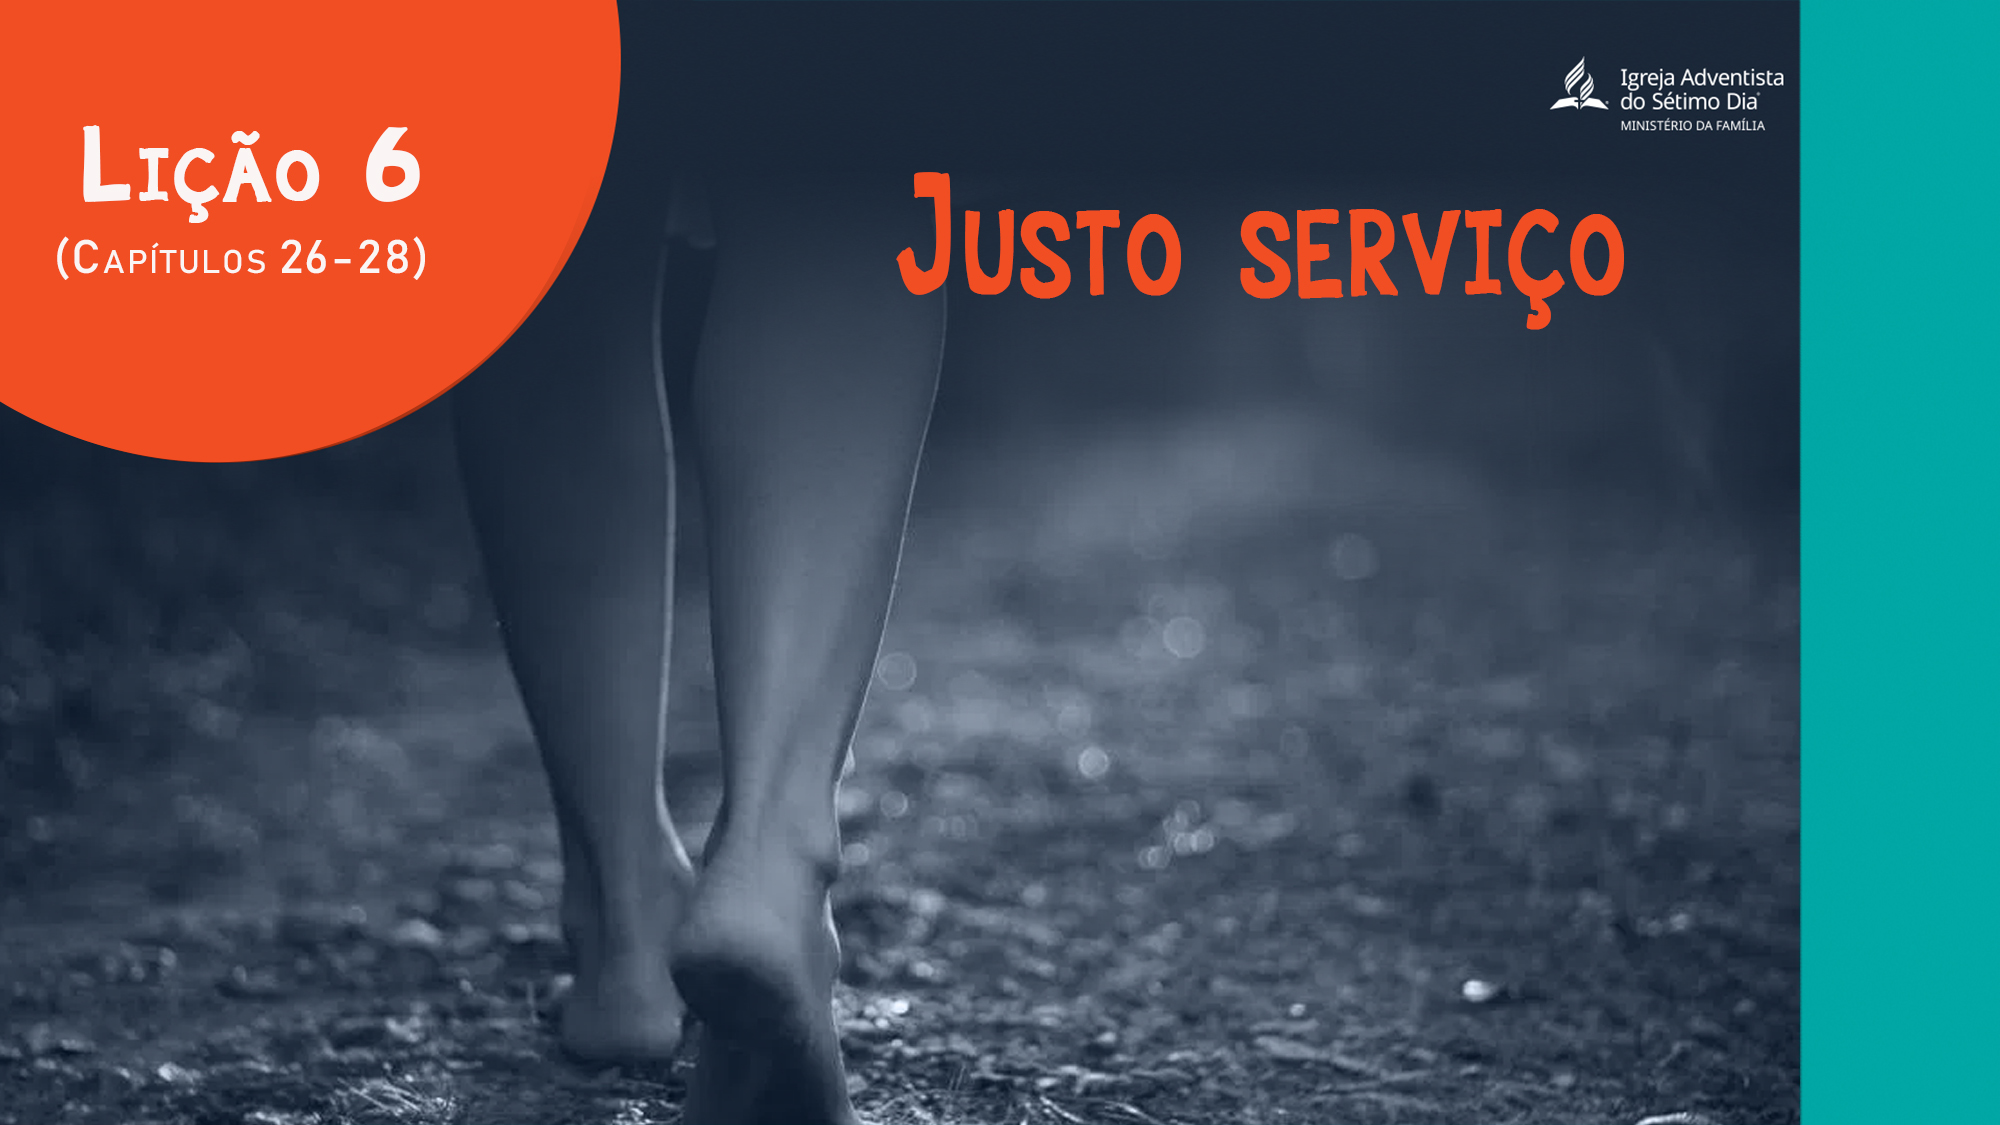 Lição 6
(Capítulos 26-28)
Igreja Adventista
do Sétimo Dia
MINISTÉRIO DA FAMÍLIA
Justo serviço